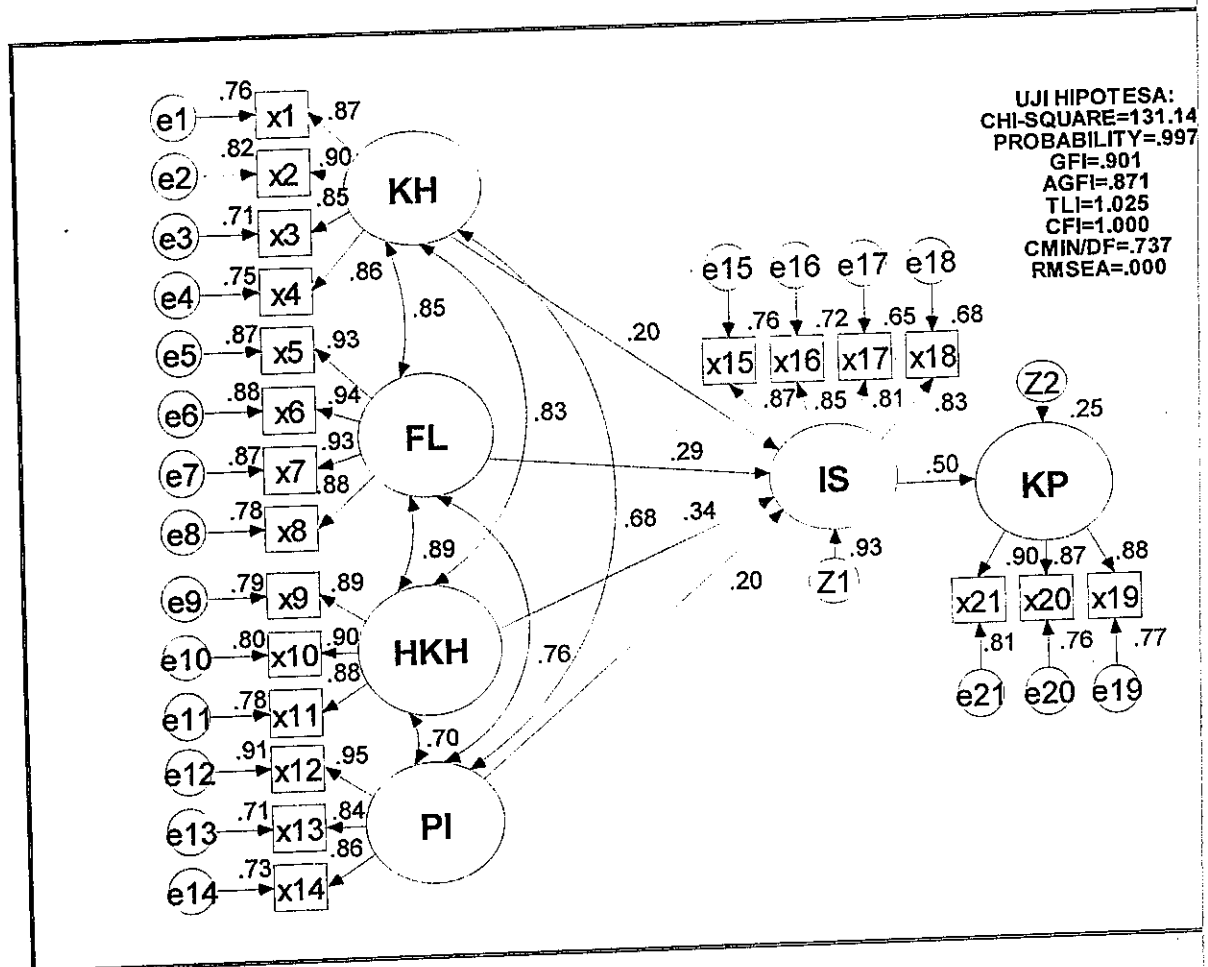 UJI HIPOTESA:
CHI-SQUARE=131.14
PROBABILITY=.997
GFI=.901
AGFI=.871
TLI=1.025
CFI=1.000
CMIN/DF=.737
RMSEA=.000
e1 .76 x1 .87
e2 .82 x2 .90
e3 .71 x3 .85
e4 .75 x4 .86
KH
e5 .87 x5 .93
e6 .88 x6 .94
e7 .87 x7 .93
e8 .78 x8 .88
FL
e9 .79 x9 .89
e10 .80 x10 .90
e11 .78 x11 .88
HKH
e12 .91 x12 .95
e13 .71 x13 .84
e14 .73 x14 .86
PI
.85
.83
.68
.89
.76
.70
.20
.29
.34
.20
e15 e16 e17 e18
.76 .72 .65 .68
x15 x16 x17 x18
.87 .85 .81 .83
IS
.93
Z1
.50
Z2
.25
KP
.90 .87 .88
x21 x20 x19
.81 .76 .77
e21 e20 e19